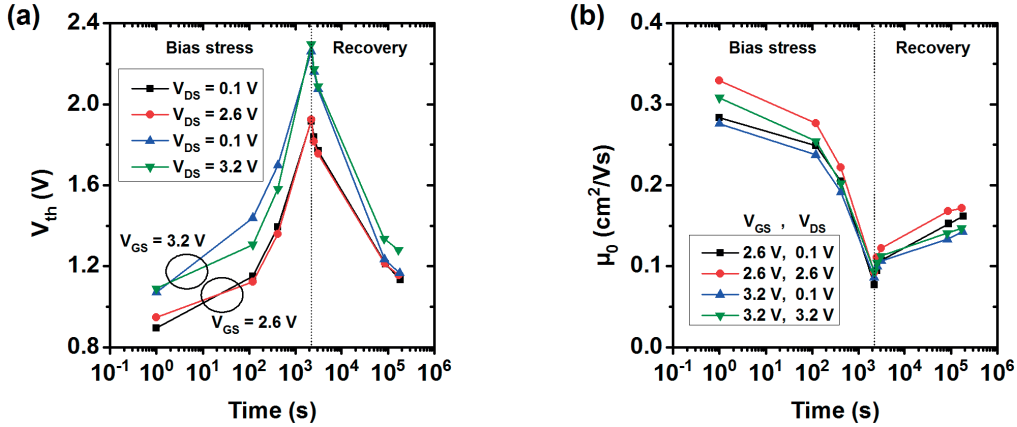 (a)
Bias stress
Recovery
V_DS = 0.1 V
V_DS = 2.6 V
V_DS = 0.1 V
V_DS = 3.2 V
V_GS = 3.2 V
V_GS = 2.6 V
2.4
2.0
1.6
1.2
0.8
V_th (V)
10^-1 10^0 10^1 10^2 10^3 10^4 10^5 10^6
Time (s)
(b)
Bias stress
Recovery
V_GS , V_DS
2.6 V, 0.1 V
2.6 V, 2.6 V
3.2 V, 0.1 V
3.2 V, 3.2 V
0.4
0.3
0.2
0.1
0.0
μ_0 (cm^2/Vs)
10^-1 10^0 10^1 10^2 10^3 10^4 10^5 10^6
Time (s)